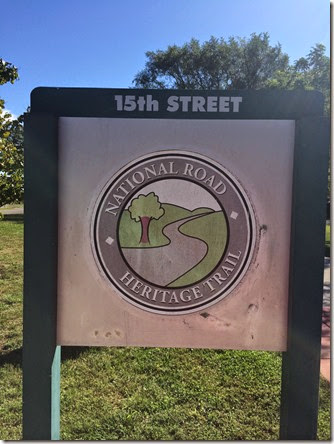 15th STREET
NATIONAL ROAD
HERITAGE TRAIL